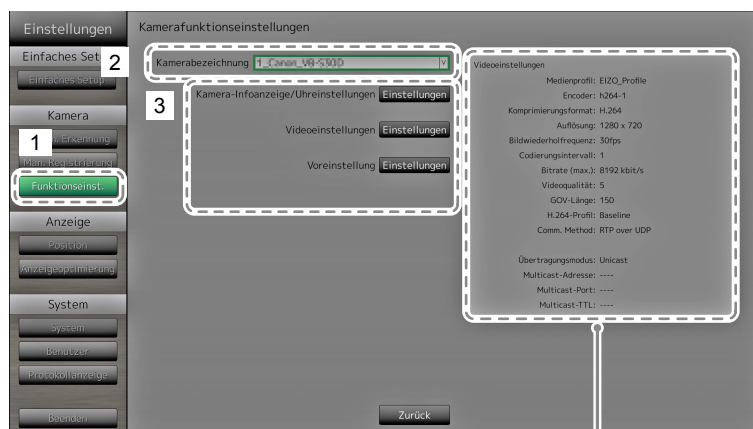 Einstellungen
Kamerafunktionseinstellungen
Einfaches Set
2
Kamerabezeichnung 1_Canon_VB-S30D
Einfaches Setup
3
Kamera-Infoanzeige/Uhreinstellungen Einstellungen
Videoeinstellungen Einstellungen
Voreinstellung Einstellungen
Kamera
1
. Erkennung
Man. Registrierung
Funktionseinst.
Anzeige
Position
Anzeigeoptimierung
System
System
Benutzer
Protokollanzeige
Beenden
Zurück
Videoeinstellungen
Medienprofil: EIZO_Profile
Encoder: h264-1
Komprimierungsformat: H.264
Auflösung: 1280 x 720
Bildwiederholfrequenz: 30fps
Codierungsintervall: 1
Bitrate (max.): 8192 kbit/s
Videoqualität: 5
GOV-Länge: 150
H.264-Profil: Baseline
Comm. Method: RTP over UDP
Übertragungsmodus: Unicast
Multicast-Adresse: ----
Multicast-Port: ----
Multicast-TTL: ----